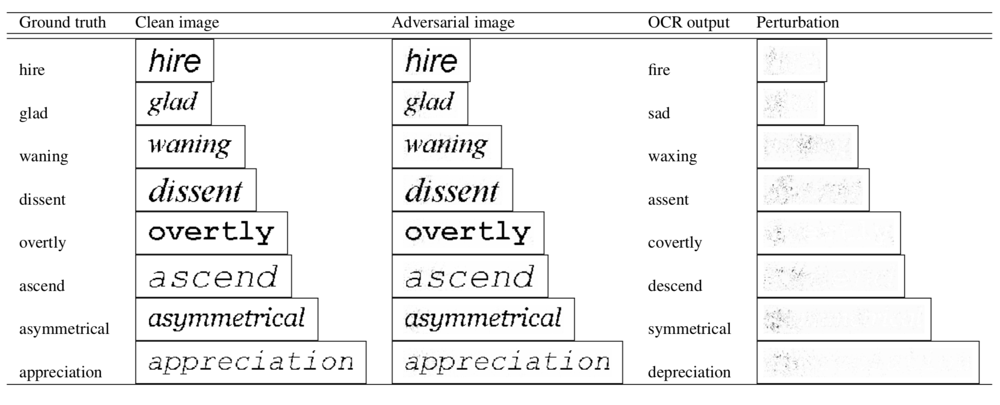 Ground truth Clean image Adversarial image OCR output Perturbation
hire hire hire fire
glad glad glad sad
waning waning waning waxing
dissent dissent dissent assent
overtly overtly overtly covertly
ascend ascend ascend descend
asymmetrical asymmetrical asymmetrical symmetrical
appreciation appreciation appreciation depreciation